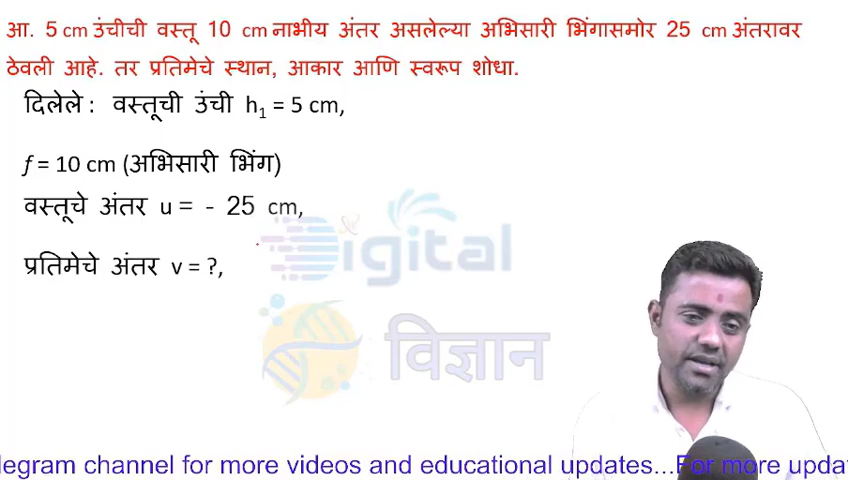 आ. 5 cm उंचीची वस्तू 10 cm नाभीय अंतर असलेल्या अभिसारी भिंगासमोर 25 cm अंतरावर
ठेवली आहे. तर प्रतिमेचे स्थान, आकार आणि स्वरूप शोधा.
दिलेले : वस्तूची उंची h₁ = 5 cm,
f = 10 cm (अभिसारी भिंग)
वस्तूचे अंतर u = - 25 cm,
प्रतिमेचे अंतर v = ?,
Digital
विज्ञान
legram channel for more videos and educational updates...For more upda